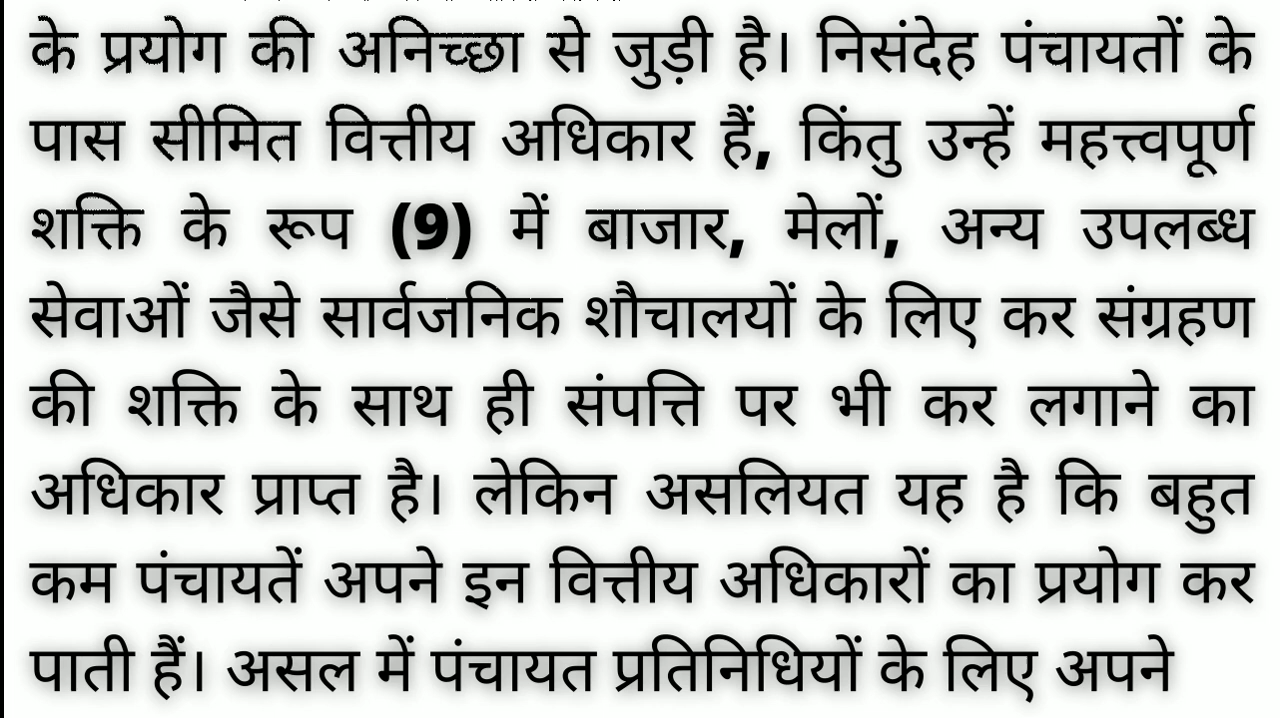 के प्रयोग की अनिच्छा से जुड़ी है। निसंदेह पंचायतों के
पास सीमित वित्तीय अधिकार हैं, किंतु उन्हें महत्त्वपूर्ण
शक्ति के रूप (9) में बाजार, मेलों, अन्य उपलब्ध
सेवाओं जैसे सार्वजनिक शौचालयों के लिए कर संग्रहण
की शक्ति के साथ ही संपत्ति पर भी कर लगाने का
अधिकार प्राप्त है। लेकिन असलियत यह है कि बहुत
कम पंचायतें अपने इन वित्तीय अधिकारों का प्रयोग कर
पाती हैं। असल में पंचायत प्रतिनिधियों के लिए अपने